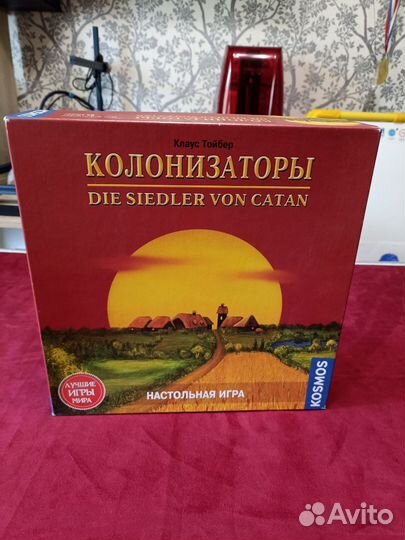 Клаус Тойбер
КОЛОНИЗАТОРЫ
DIE SIEDLER VON CATAN
ЛУЧШИЕ
ИГРЫ
МИРА
НАСТОЛЬНАЯ ИГРА
KOSMOS
Avito